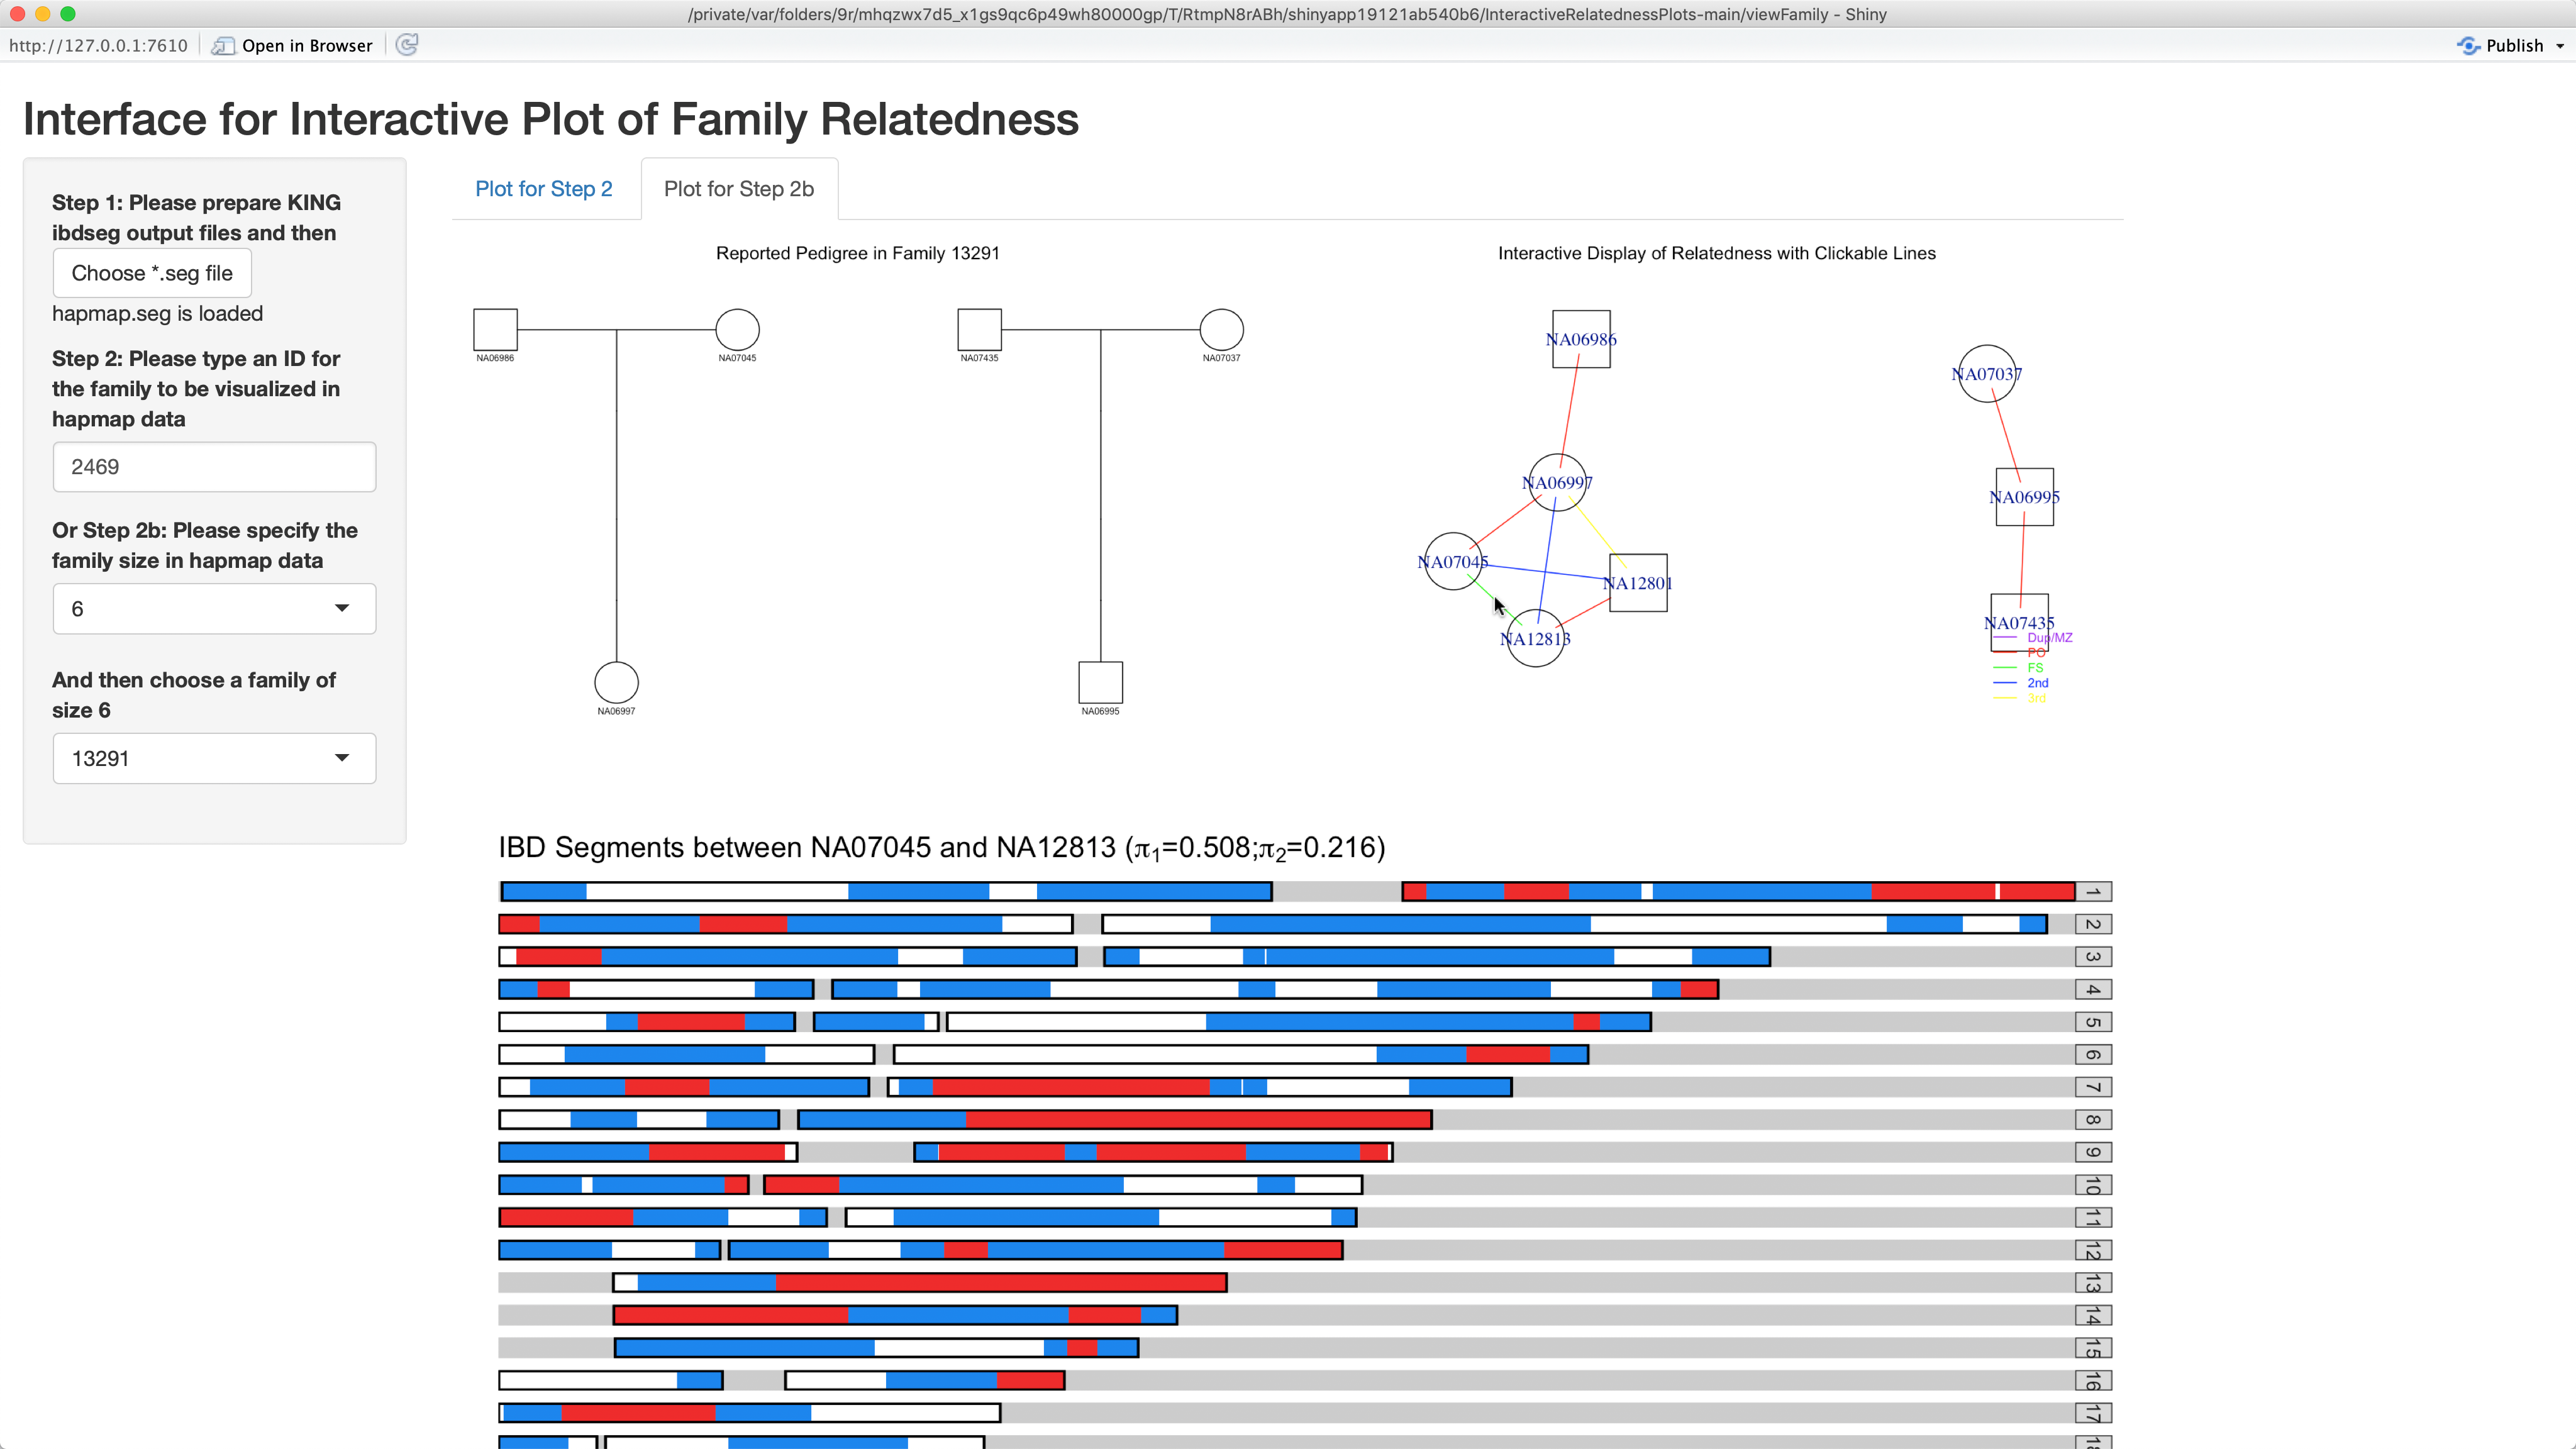 /private/var/folders/9r/mhqzwx7d5_x1gs9qc6p49wh80000gp/T/RtmpN8rABh/shinyapp19121ab540b6/InteractiveRelatednessPlots-main/viewFamily - Shiny
http://127.0.0.1:7610 Open in Browser Publish
Interface for Interactive Plot of Family Relatedness
Step 1: Please prepare KING
ibdseg output files and then
Choose *.seg file
hapmap.seg is loaded
Step 2: Please type an ID for
the family to be visualized in
hapmap data
2469
Or Step 2b: Please specify the
family size in hapmap data
6
And then choose a family of
size 6
13291
Plot for Step 2 Plot for Step 2b
Reported Pedigree in Family 13291
NA06986 NA07045 NA07435 NA07037
NA06997 NA06995
Interactive Display of Relatedness with Clickable Lines
NA06986
NA07037
NA06997
NA06995
NA07045
NA12801
NA12813
NA07435
Dup/MZ
PO
FS
2nd
3rd
IBD Segments between NA07045 and NA12813 (π1=0.508;π2=0.216)
1
2
3
4
5
6
7
8
9
10
11
12
13
14
15
16
17